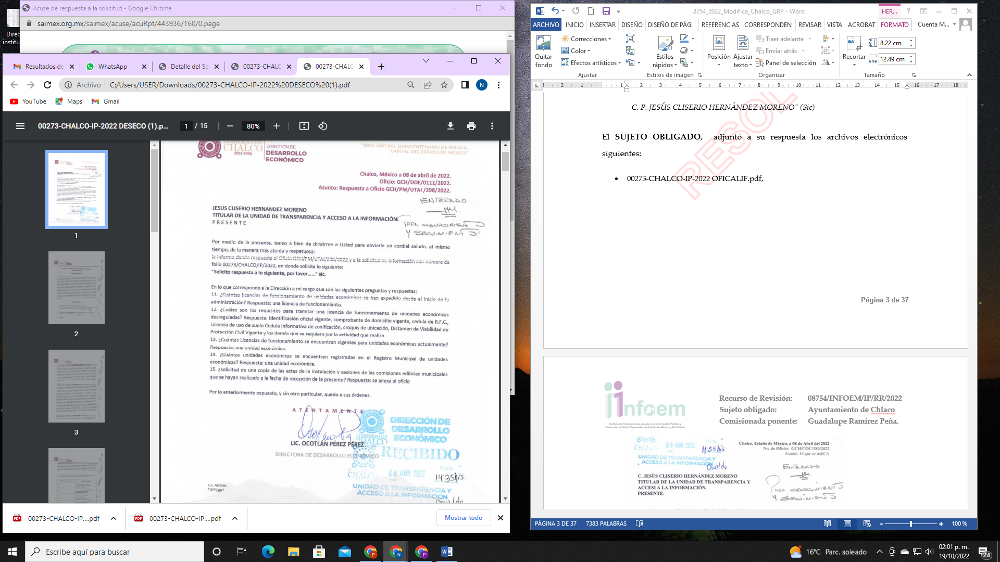 Acuse de respuesta a la solicitud - Google Chrome
saimex.org.mx/saimex/acuse/acuRpt/443936/160/0.page
Direc
institu
Resultados de
WhatsApp
Detalle del Se
00273-CHALC
00273-CHALC
Archivo
C:/Users/USER/Downloads/00273-CHALCO-IP-2022%20DESECO%20(1).pdf
N
YouTube
Maps
Gmail
00273-CHALCO-IP-2022 DESECO (1).p...
1 / 15
80%
1
2
3
GOBIERNO DE
CHALCO
2022-2024
DIRECCIÓN DE
DESARROLLO
ECONÓMICO
"2022. AÑO DEL QUINCENTENARIO DE TOLUCA,
CAPITAL DEL ESTADO DE MÉXICO"
Chalco, México a 08 de abril de 2022.
Oficio: GCH/DDE/0111/2022.
Asunto: Respuesta a Oficio GCH/PM/UTAI /298/2022.
ENTERADO
PARA CONOCIMIENTO
Y SEGUIMIENTO
JESUS CLISERIO HERNANDEZ MORENO
TITULAR DE LA UNIDAD DE TRANSPARENCIA Y ACCESO A LA INFORMACIÓN.
P R E S E N T E
Por medio de la presente, tengo a bien de dirigirme a Usted para enviarle un cordial saludo, al mismo
tiempo, de la manera más atenta y respetuosa:
le informo dando respuesta al Oficio GCH/PM/UTAI/298/2022 y a la solicitud de información con número de
folio 00273/CHALCO/IP/2022, en donde solicita lo siguiente:
"Solicito respuesta a lo siguiente, por favor......" sic.
En lo que corresponde a la Dirección a mi cargo que son las siguientes preguntas y respuestas:
11. ¿Cuántas licencias de funcionamiento de unidades económicas se han expedido desde el inicio de la
administración? Respuesta: una licencia de funcionamiento.
12. ¿Cuáles son los requisitos para tramitar una licencia de funcionamiento de unidades económicas
desreguladas? Respuesta: Identificación oficial vigente, comprobante de domicilio vigente, cedula de R.F.C.,
Licencia de uso de suelo Cedula informativa de zonificación, croquis de ubicación, Dictamen de Viabilidad de
Protección Civil Vigente y los demás que se requiera por la actividad que realiza.
13. ¿Cuántas Licencias de funcionamiento se encuentran vigentes para unidades económicas actualmente?
Respuesta: una unidad económica.
14. ¿Cuántas unidades económicas se encuentran registradas en el Registro Municipal de unidades
económicas? Respuesta: una unidad económica.
15. ¿solicitud de una copia de las actas de la instalación y sesiones de las comisiones edilicias municipales
que se hayan realizado a la fecha de recepción de la presente? Respuesta: se anexa al oficio
Por lo anteriormente expuesto, y sin otro particular, quedo a sus órdenes.
A T E N T A M E N T E
LIC. OCOTLÁN PÉREZ PÉREZ
DIRECTORA DE DESARROLLO ECONÓMICO
GOBIERNO DE
CHALCO
DIRECCIÓN DE
DESARROLLO
ECONÓMICO
RECIBIDO
CHALCO
08 ABR 2022
Hora:
14:35hrs.
UNIDAD DE TRANSPARENCIA Y
ACCESO A LA INFORMACIÓN
Osvaldo
C.C. Archivo.
*OPP/ggcl.
00273-CHALCO-IP....pdf
00273-CHALCO-IP....pdf
Mostrar todo
8754_2022_Modifica_Chalco_GRP - Word
HER...
ARCHIVO INICIO INSERTAR DISEÑO DISEÑO DE PÁGI REFERENCIAS CORRESPONDEN REVISAR VISTA ACROBAT FORMATO Cuenta M...
Quitar fondo
Correcciones
Color
Efectos artísticos
Ajustar
Estilos rápidos
Estilos de imagen
Posición
Ajustar texto
Traer adelante
Enviar atrás
Panel de selección
Organizar
Recortar
8.22 cm
12.49 cm
Tamaño
3 2 1 1 2 3 4 5 6 7 8 9 10 11 12 13 14 15 16 17 18
RESOL
C. P. JESÚS CLISERIO HERNÁNDEZ MORENO" (Sic)
El SUJETO OBLIGADO, adjuntó a su respuesta los archivos electrónicos
siguientes:
• 00273-CHALCO-IP-2022 OFICALIF.pdf,
Página 3 de 37
infoem
Instituto de Transparencia, Acceso a la Información Pública y
Protección de Datos Personales del Estado de México y Municipios
Recurso de Revisión: 08754/INFOEM/IP/RR/2022
Sujeto obligado: Ayuntamiento de Chlaco
Comisionada ponente: Guadalupe Ramírez Peña.
CHALCO
09 ABR 2022
Hora:
11:55hrs
UNIDAD DE TRANSPARENCIA Y
ACCESO A LA INFORMACIÓN
Osvaldo
Chalco, Estado de México, a 08 de Abril del 2022
No. de Oficio: GCH/COC/183/2022
Asunto: El que se indiCA
ENTERADO
PARA CONOCIMIENTO
Y SEGUIMIENTO
C. JESÚS CLISERIO HERNÁNDEZ MORENO
TITULAR DE LA UNIDAD DE TRANSPARENCIA Y
ACCESI A LA INFORMACIÓN.
PRESENTE:
PÁGINA 3 DE 37
7383 PALABRAS
100 %
Escribe aquí para buscar
16°C Parc. soleado
02:01 p. m.
19/10/2022
24